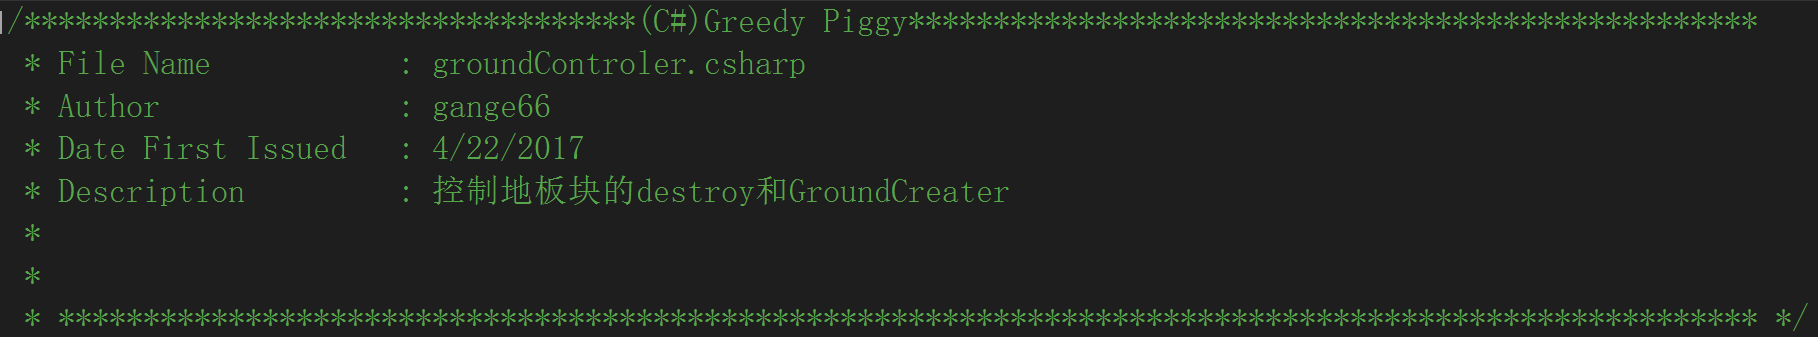 /************************************(C#)Greedy Piggy**************************************************
* File Name           : groundControler.csharp
* Author              : gange66
* Date First Issued   : 4/22/2017
* Description         : 控制地板块的destroy和GroundCreater
*
*
* **************************************************************************************************** */